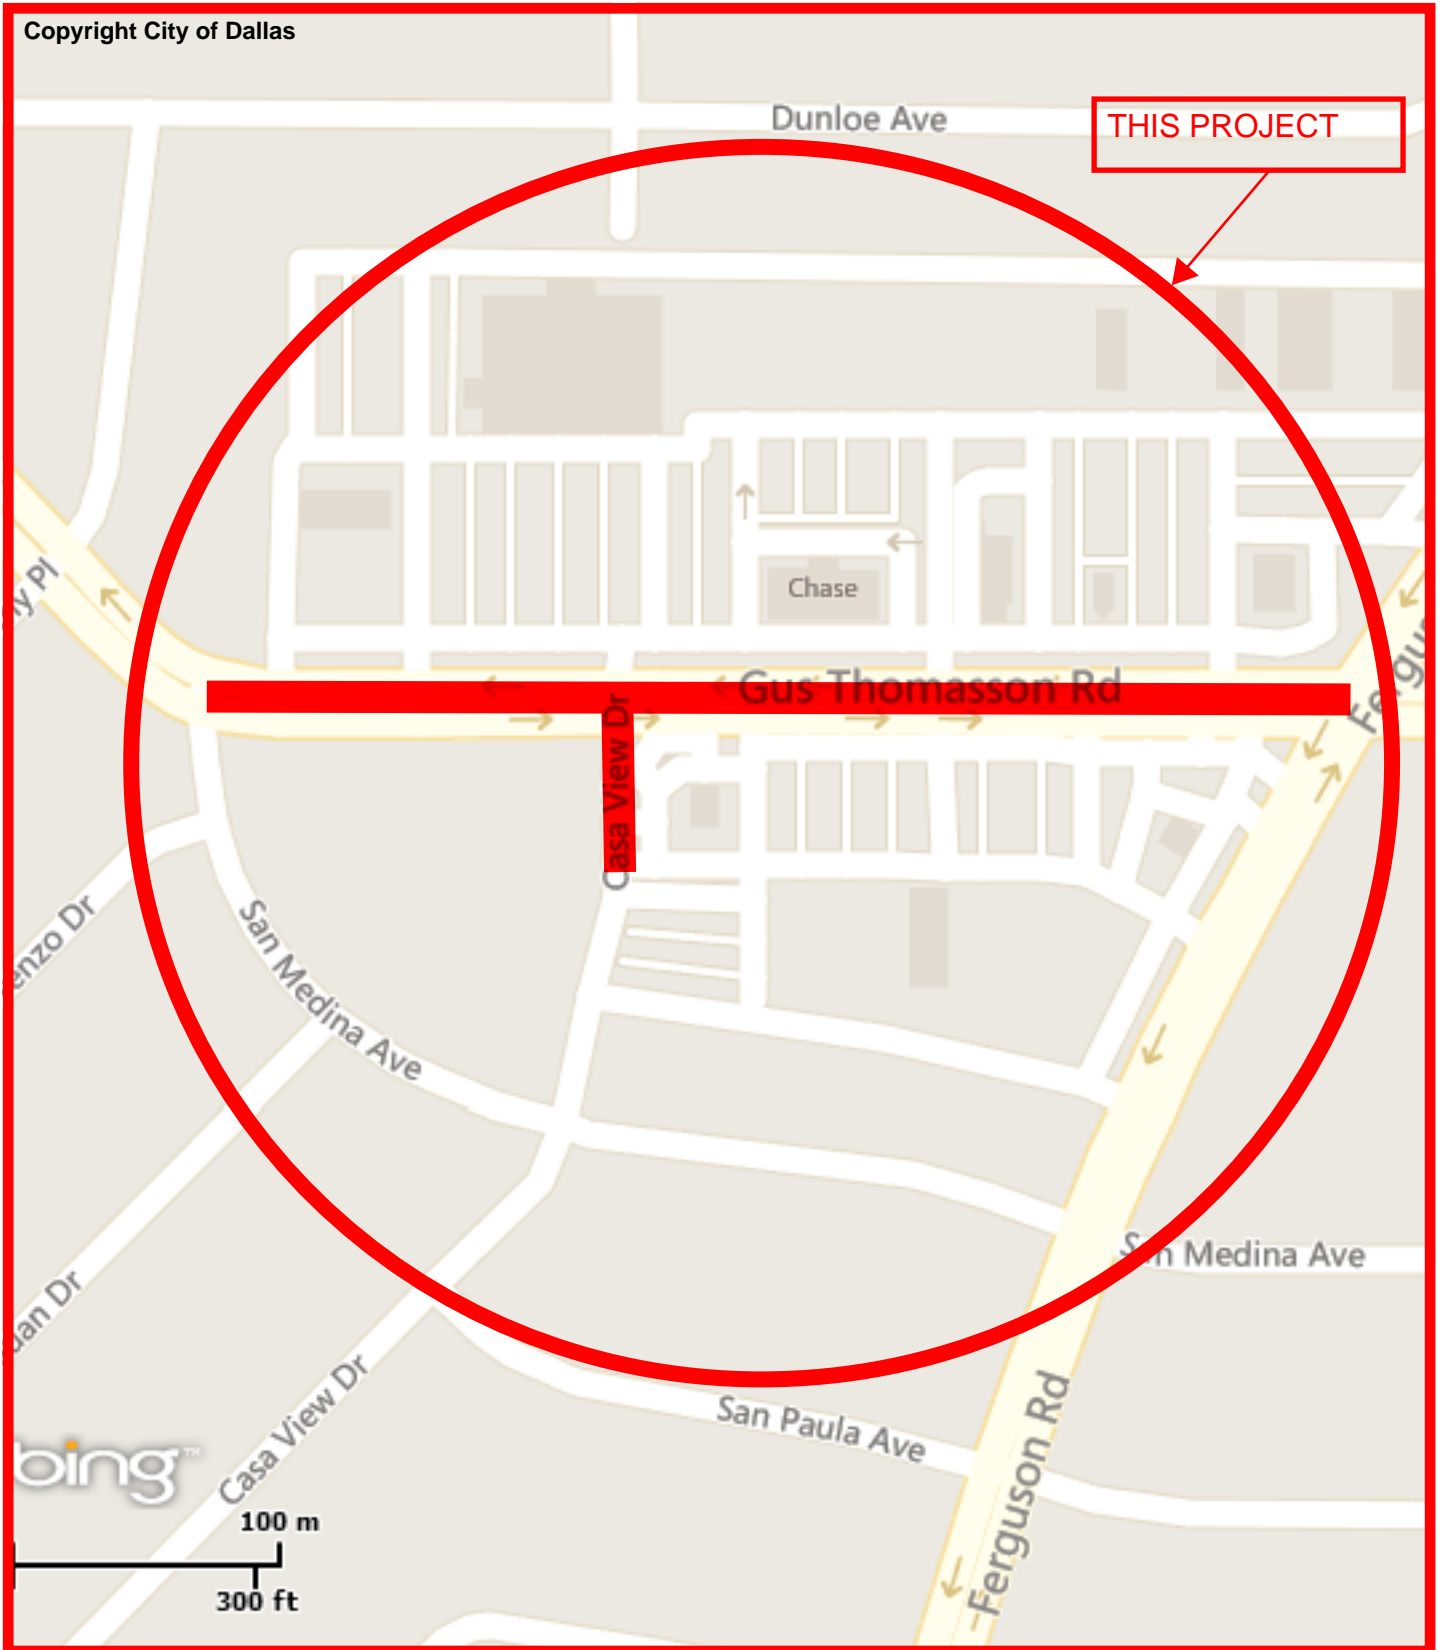 Copyright City of Dallas
Dunloe Ave
THIS PROJECT
Chase
Gus Thomasson Rd
Casa View Dr
San Medina Ave
San Medina Ave
Casa View Dr
San Paula Ave
Ferguson Rd
bing™
100 m
300 ft